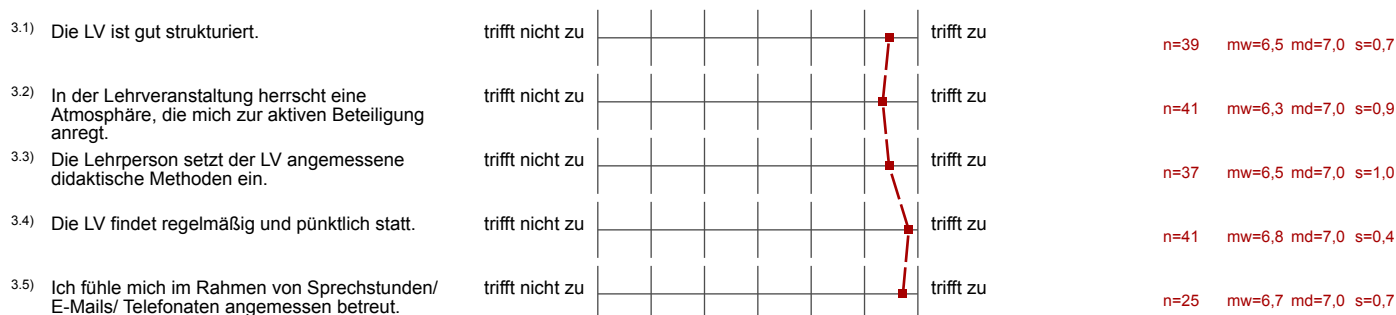 3.1) Die LV ist gut strukturiert. trifft nicht zu trifft zu n=39 mw=6,5 md=7,0 s=0,7
3.2) In der Lehrveranstaltung herrscht eine trifft nicht zu trifft zu
Atmosphäre, die mich zur aktiven Beteiligung n=41 mw=6,3 md=7,0 s=0,9
anregt.
3.3) Die Lehrperson setzt der LV angemessene trifft nicht zu trifft zu
didaktische Methoden ein. n=37 mw=6,5 md=7,0 s=1,0
3.4) Die LV findet regelmäßig und pünktlich statt. trifft nicht zu trifft zu n=41 mw=6,8 md=7,0 s=0,4
3.5) Ich fühle mich im Rahmen von Sprechstunden/ trifft nicht zu trifft zu
E-Mails/ Telefonaten angemessen betreut. n=25 mw=6,7 md=7,0 s=0,7